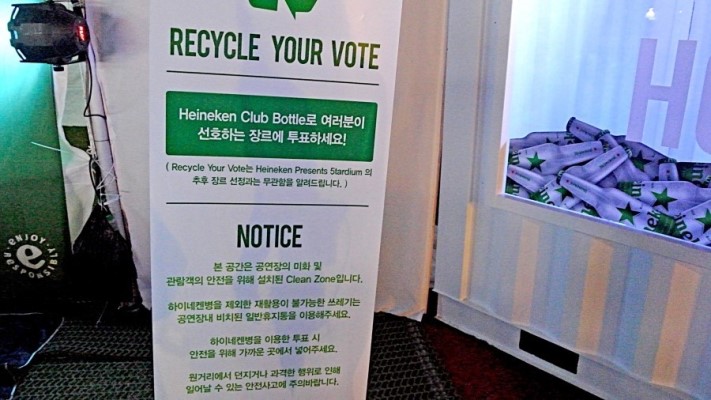 RECYCLE YOUR VOTE
Heineken Club Bottle로 여러분이
선호하는 장르에 투표하세요!
( Recycle Your Vote는 Heineken Presents 5tardium 의
추후 장르 선정과는 무관함을 알려드립니다. )
NOTICE
본 공간은 공연장의 미화 및
관람객의 안전을 위해 설치된 Clean Zone입니다.
하이네켄병을 제외한 재활용이 불가능한 쓰레기는
공연장내 비치된 일반휴지통을 이용해주세요.
하이네켄병을 이용한 투표 시
안전을 위해 가까운 곳에서 넣어주세요.
원거리에서 던지거나 과격한 행위로 인해
일어날 수 있는 안전사고에 주의바랍니다.
ENJOY
RESPONSIBLY
e